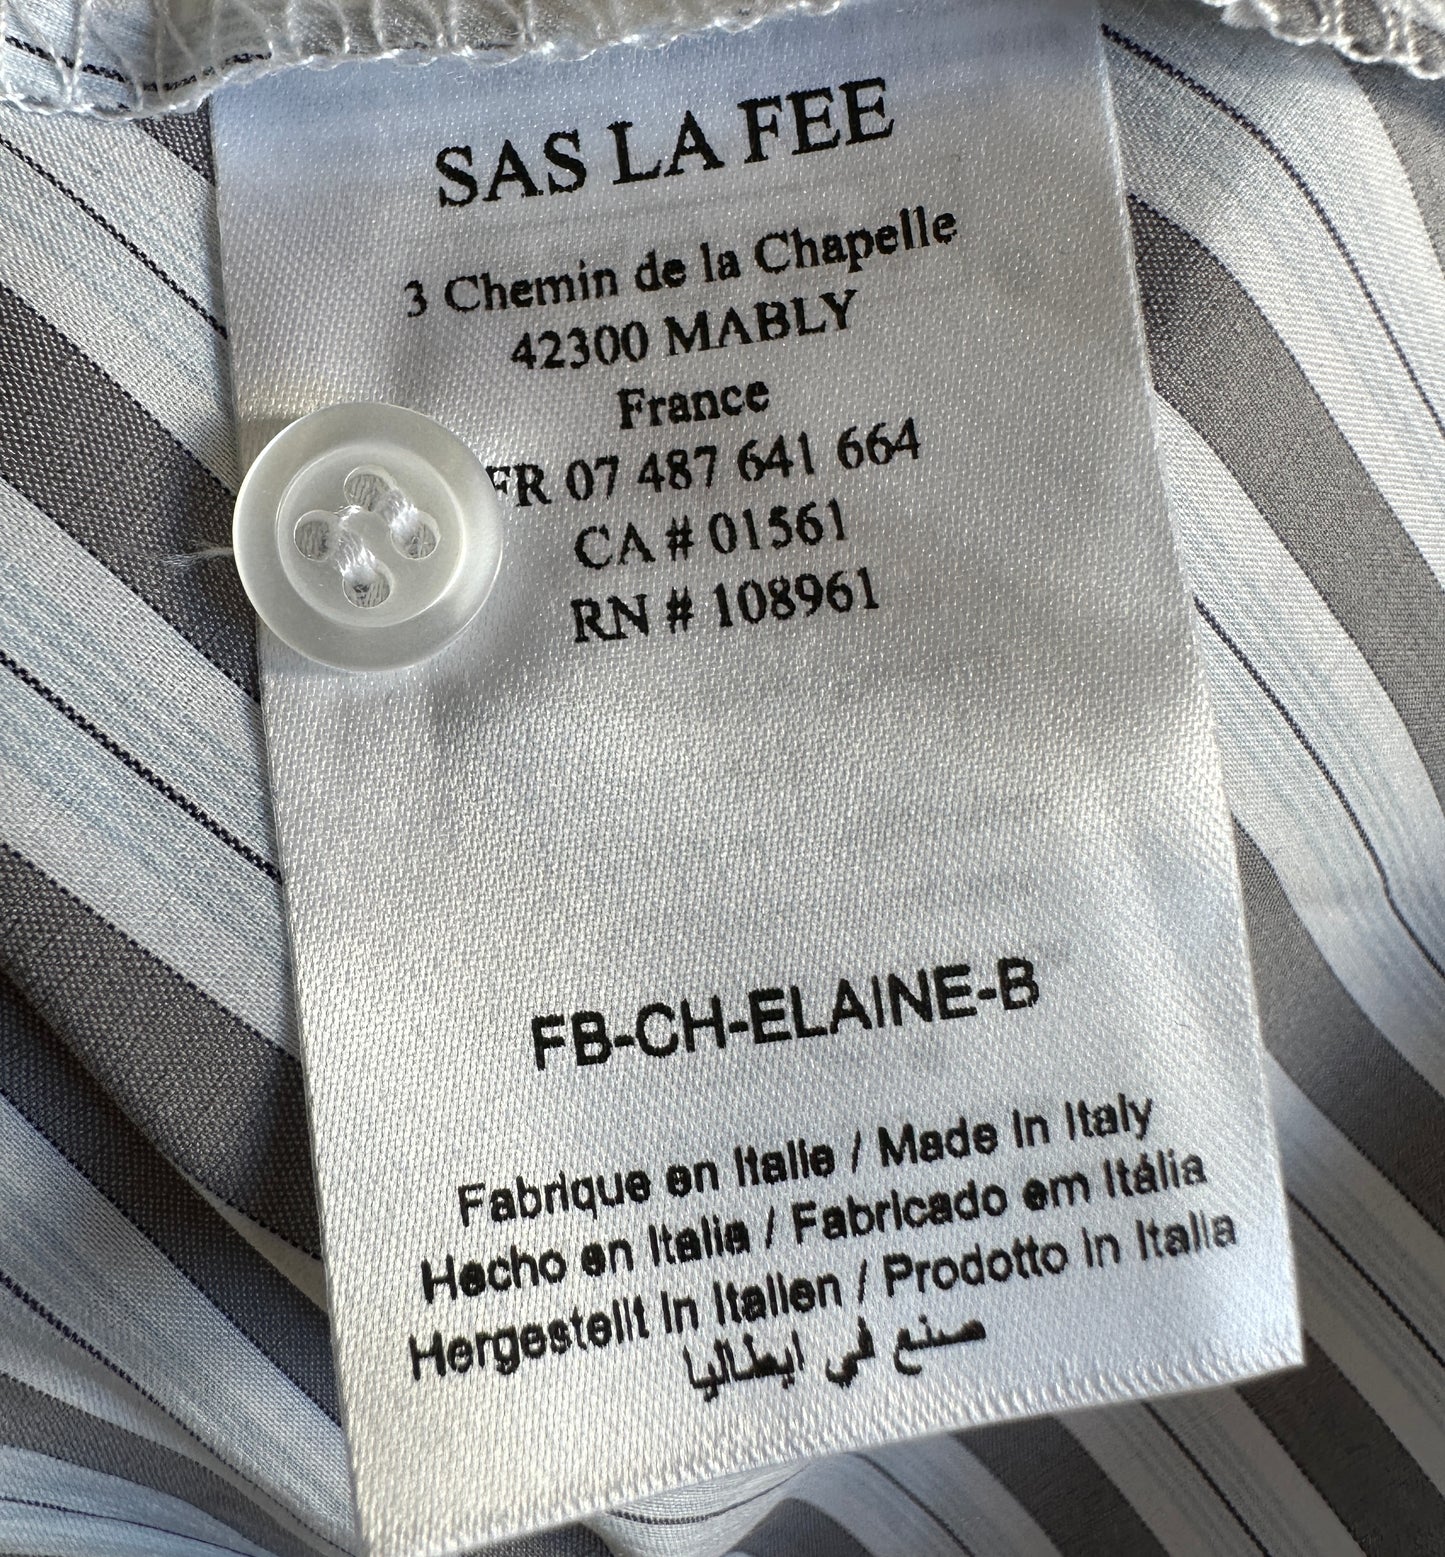 SAS LA FEE
3 Chemin de la Chapelle
42300 MABLY
France
FR 07 487 641 664
CA # 01561
RN # 108961
FB-CH-ELAINE-B
Fabrique en Italie / Made in Italy
Hecho en Italia / Fabricado em Itália
Hergestellt in Italien / Prodotto in Italia
صنع في ايطاليا